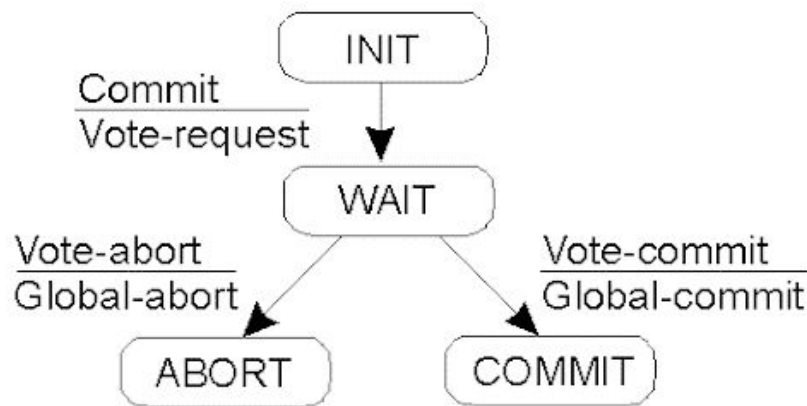 INIT
Commit
Vote-request
WAIT
Vote-abort
Global-abort
Vote-commit
Global-commit
ABORT
COMMIT